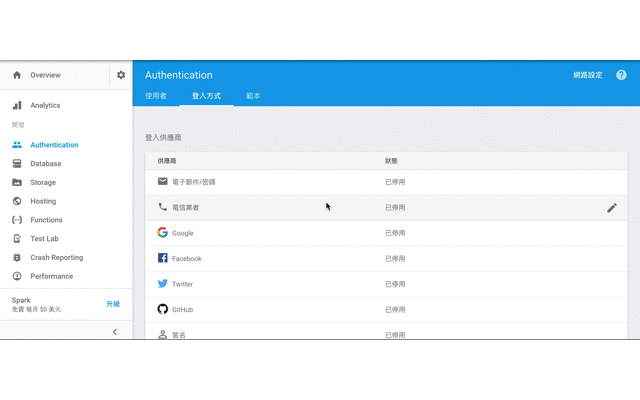 Overview
Analytics
開發
Authentication
Database
Storage
Hosting
Functions
Test Lab
Crash Reporting
Performance
Spark
免費 每月 $0 美元
升級
Authentication
網路設定
?
使用者 登入方式 範本
登入供應商
供應商 狀態
電子郵件/密碼 已停用
電信業者 已停用
Google 已停用
Facebook 已停用
Twitter 已停用
GitHub 已停用
匿名 已停用